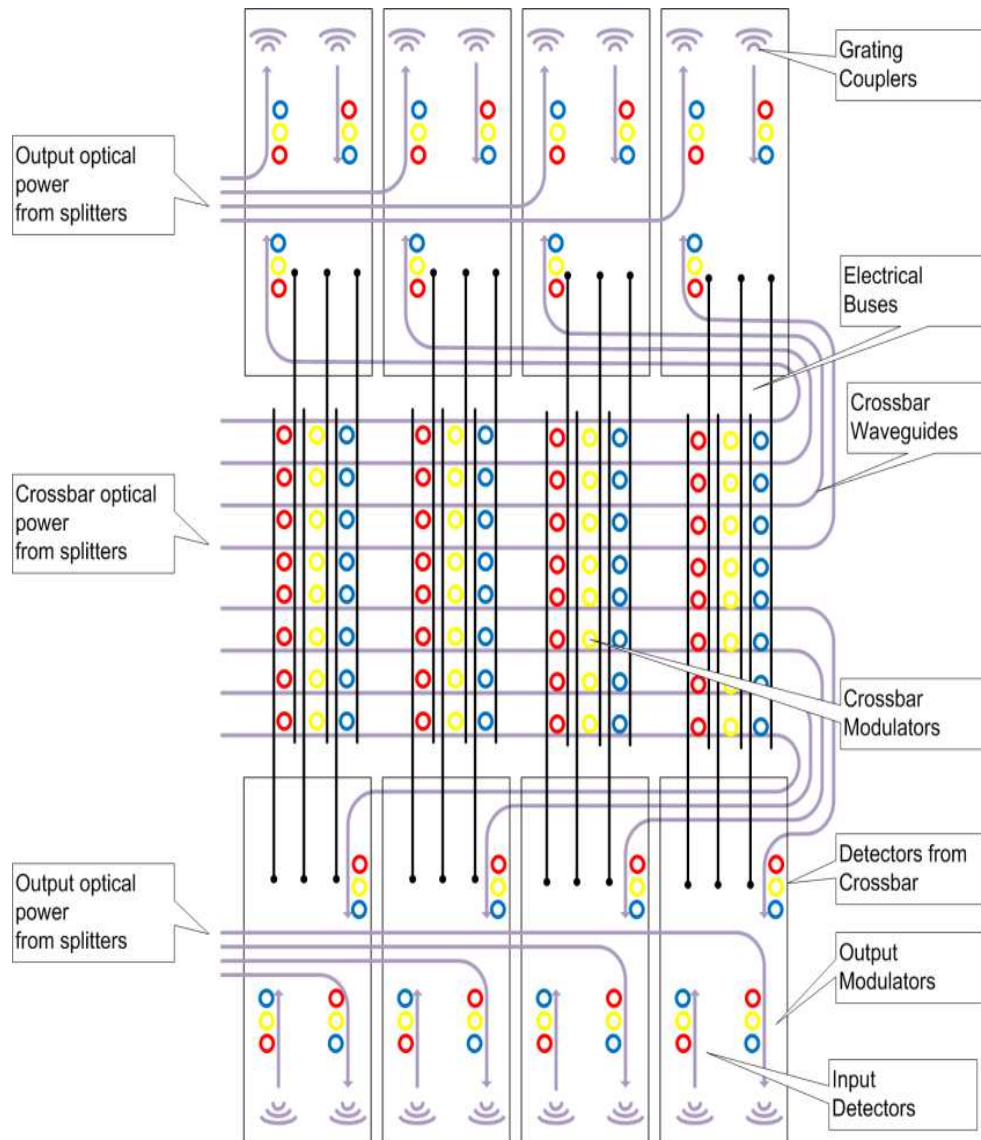 Grating
Couplers
Output optical
power
from splitters
Electrical
Buses
Crossbar
Waveguides
Crossbar optical
power
from splitters
Crossbar
Modulators
Output optical
power
from splitters
Detectors from
Crossbar
Output
Modulators
Input
Detectors